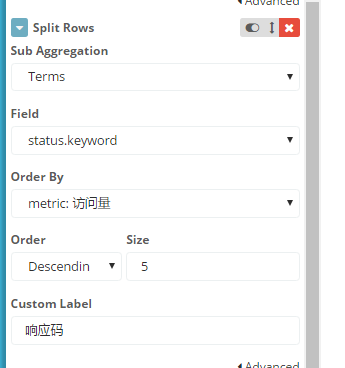 Advanced
Split Rows
Sub Aggregation
Terms
Field
status.keyword
Order By
metric: 访问量
Order Size
Descendin 5
Custom Label
响应码
Advanced